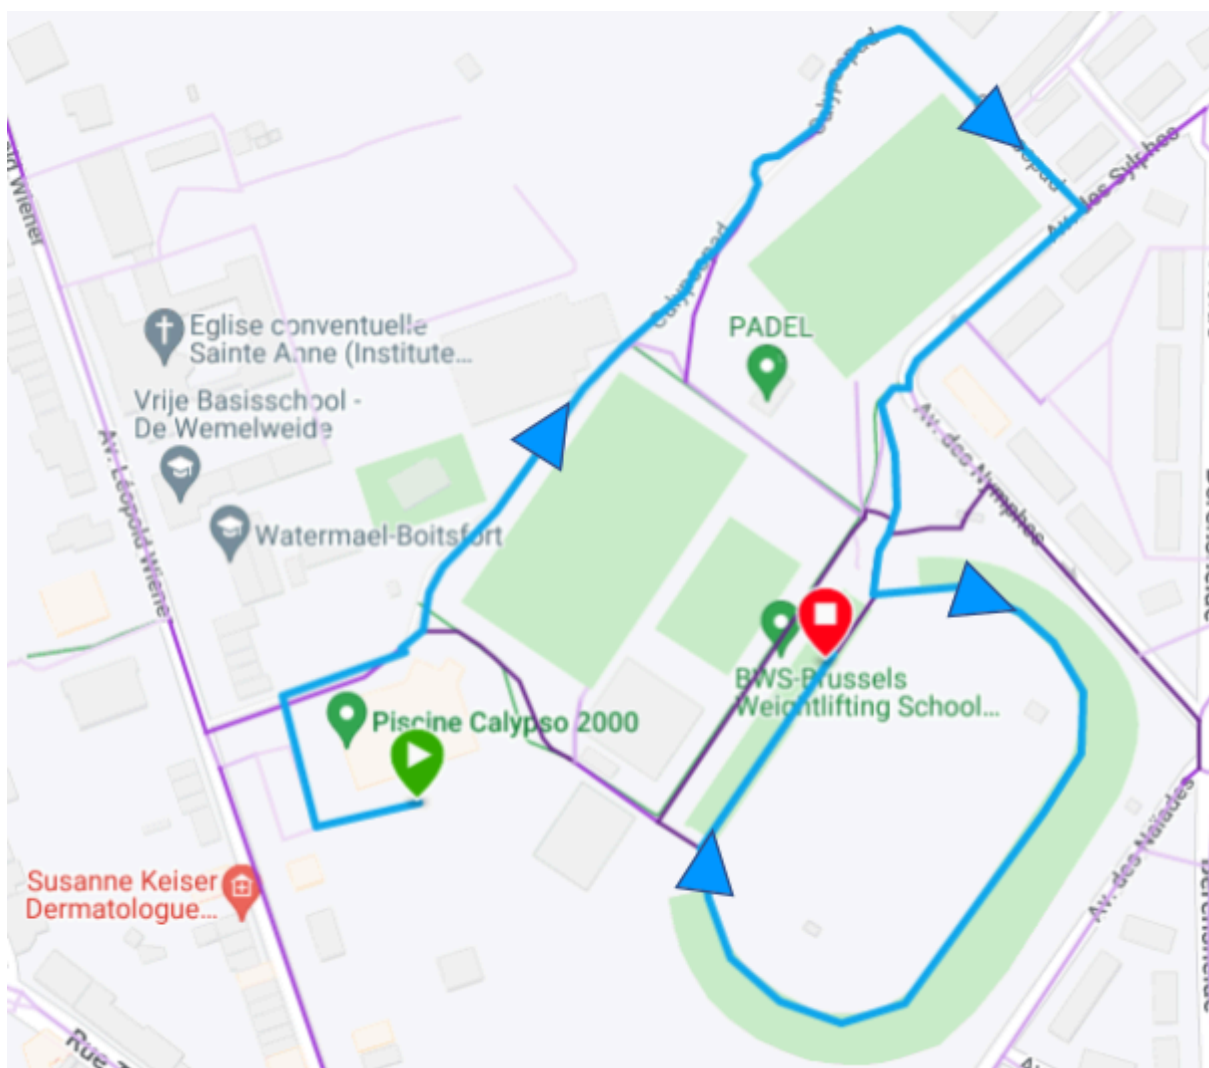 Calypsopad
Av. des Sylphes
Calypsopad
PADEL
Eglise conventuelle
Sainte Anne (Institute...
Vrije Basisschool -
De Wemelweide
Av. Léopold Wiener
Av. des Nymphes
Watermael-Boitsfort
BWS-Brussels
Weightlifting School...
Piscine Calypso 2000
Susanne Keiser
Dermatologue...
Av. des Naïades
Rue